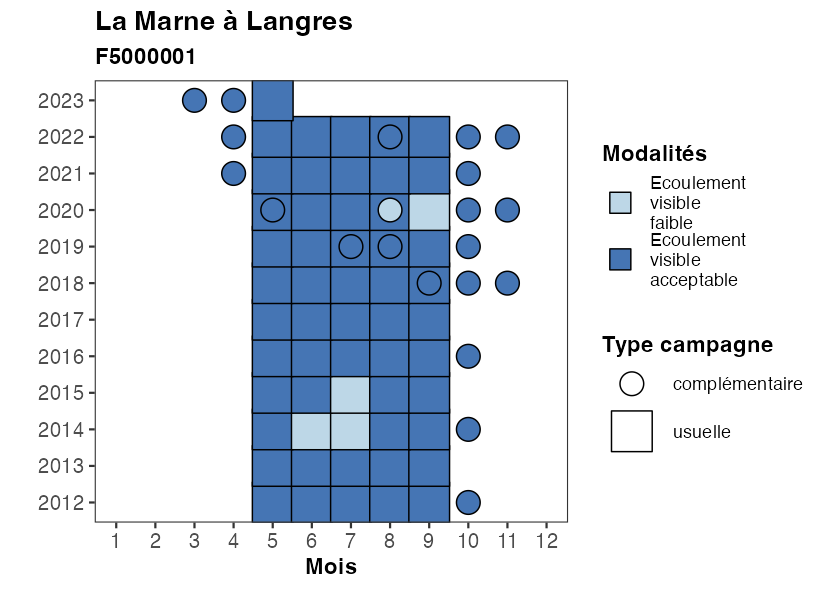 La Marne à Langres
F5000001
2023
2022
2021
2020
2019
2018
2017
2016
2015
2014
2013
2012
1 2 3 4 5 6 7 8 9 10 11 12
Mois
Modalités
Ecoulement
visible
faible
Ecoulement
visible
acceptable
Type campagne
complémentaire
usuelle